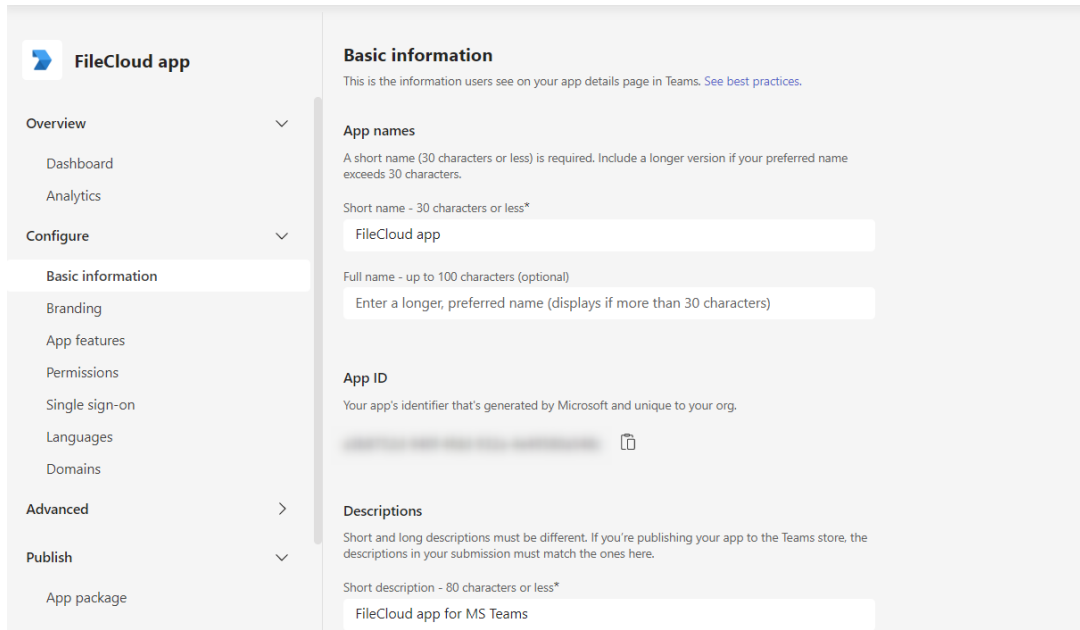 FileCloud app
Overview
Dashboard
Analytics
Configure
Basic information
Branding
App features
Permissions
Single sign-on
Languages
Domains
Advanced
Publish
App package
Basic information
This is the information users see on your app details page in Teams. See best practices.
App names
A short name (30 characters or less) is required. Include a longer version if your preferred name
exceeds 30 characters.
Short name - 30 characters or less*
FileCloud app
Full name - up to 100 characters (optional)
Enter a longer, preferred name (displays if more than 30 characters)
App ID
Your app's identifier that's generated by Microsoft and unique to your org.
Descriptions
Short and long descriptions must be different. If you're publishing your app to the Teams store, the
descriptions in your submission must match the ones here.
Short description - 80 characters or less*
FileCloud app for MS Teams